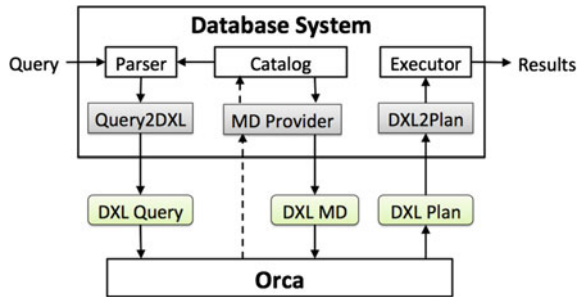 Database System
Query
Parser
Catalog
Executor
Results
Query2DXL
MD Provider
DXL2Plan
DXL Query
DXL MD
DXL Plan
Orca